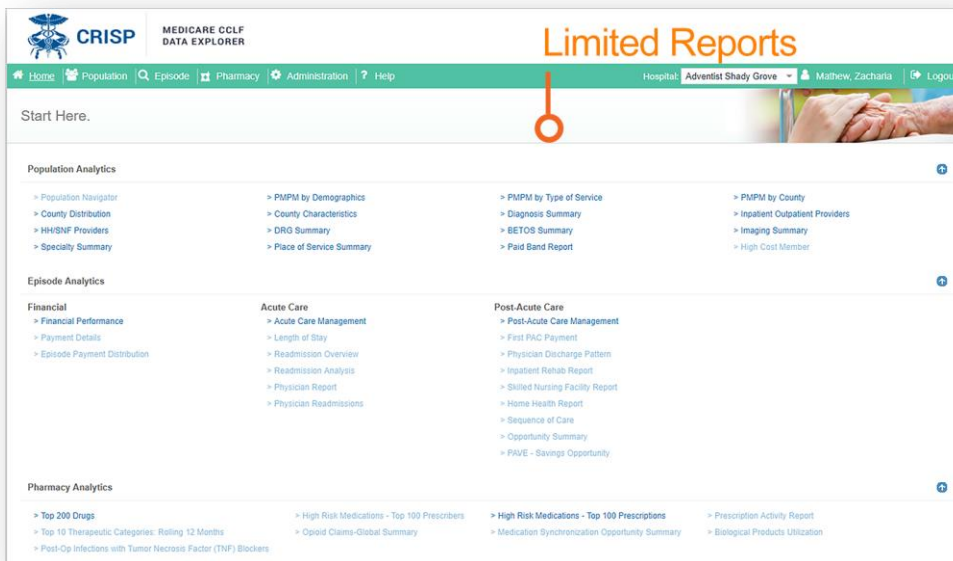 CRISP
MEDICARE CCLF
DATA EXPLORER
Limited Reports
Home Population Episode Pharmacy Administration ? Help Hospital: Adventist Shady Grove Mathew, Zacharia Logout
Start Here.
Population Analytics
> Population Navigator > PMPM by Demographics > PMPM by Type of Service > PMPM by County
> County Distribution > County Characteristics > Diagnosis Summary > Inpatient Outpatient Providers
> HH/SNF Providers > DRG Summary > BETOS Summary > Imaging Summary
> Specialty Summary > Place of Service Summary > Paid Band Report > High Cost Member
Episode Analytics
Financial Acute Care Post-Acute Care
> Financial Performance > Acute Care Management > Post-Acute Care Management
> Payment Details > Length of Stay > First PAC Payment
> Episode Payment Distribution > Readmission Overview > Physician Discharge Pattern
> Readmission Analysis > Inpatient Rehab Report
> Physician Report > Skilled Nursing Facility Report
> Physician Readmissions > Home Health Report
> Sequence of Care
> Opportunity Summary
> PAVE - Savings Opportunity
Pharmacy Analytics
> Top 200 Drugs > High Risk Medications - Top 100 Prescribers > High Risk Medications - Top 100 Prescriptions > Prescription Activity Report
> Top 10 Therapeutic Categories: Rolling 12 Months > Opioid Claims-Global Summary > Medication Synchronization Opportunity Summary > Biological Products Utilization
> Post-Op Infections with Tumor Necrosis Factor (TNF) Blockers